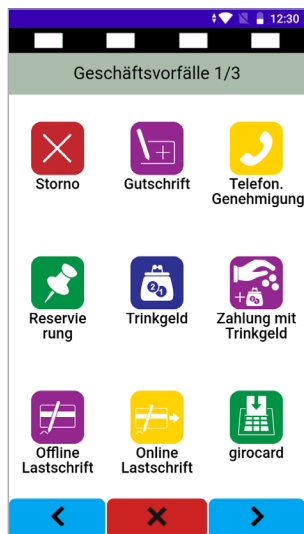 12:30
Geschäftsvorfälle 1/3
Storno
Gutschrift
Telefon.
Genehmigung
Reservie
rung
Trinkgeld
Zahlung mit
Trinkgeld
Offline
Lastschrift
Online
Lastschrift
girocard